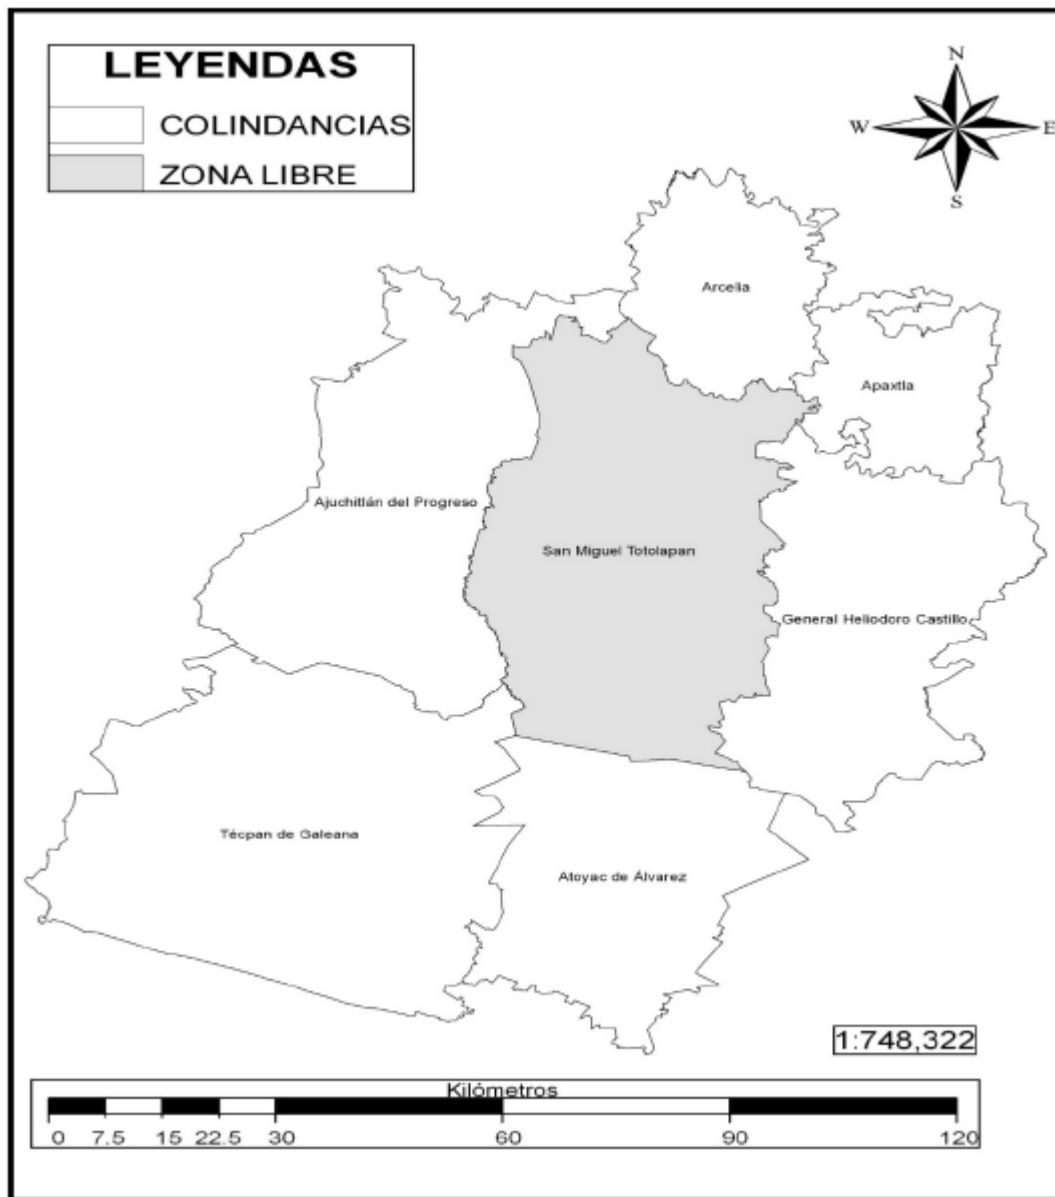 LEYENDAS
COLINDANCIAS
ZONA LIBRE
N
W
E
S
Arcelia
Apaxtla
Ajuchitlán del Progreso
San Miguel Totolapan
General Heliodoro Castillo
Técpan de Galeana
Atoyac de Álvarez
1:748,322
Kilómetros
0 7.5 15 22.5 30 60 90 120